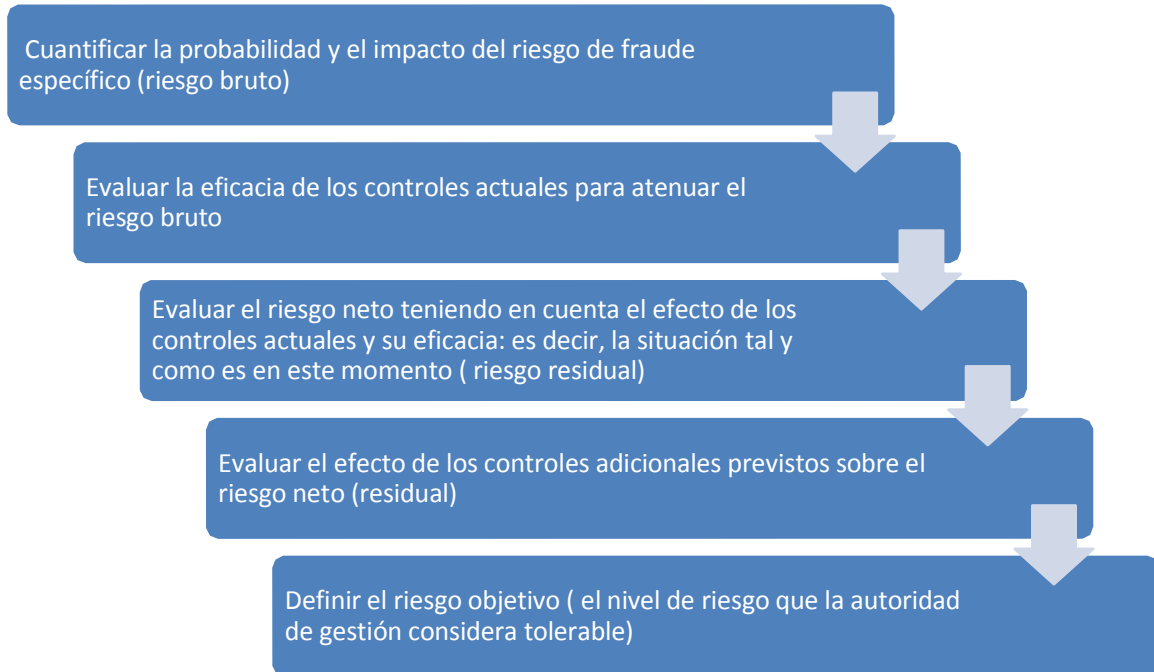 Cuantificar la probabilidad y el impacto del riesgo de fraude
específico (riesgo bruto)
Evaluar la eficacia de los controles actuales para atenuar el
riesgo bruto
Evaluar el riesgo neto teniendo en cuenta el efecto de los
controles actuales y su eficacia: es decir, la situación tal y
como es en este momento ( riesgo residual)
Evaluar el efecto de los controles adicionales previstos sobre el
riesgo neto (residual)
Definir el riesgo objetivo ( el nivel de riesgo que la autoridad
de gestión considera tolerable)